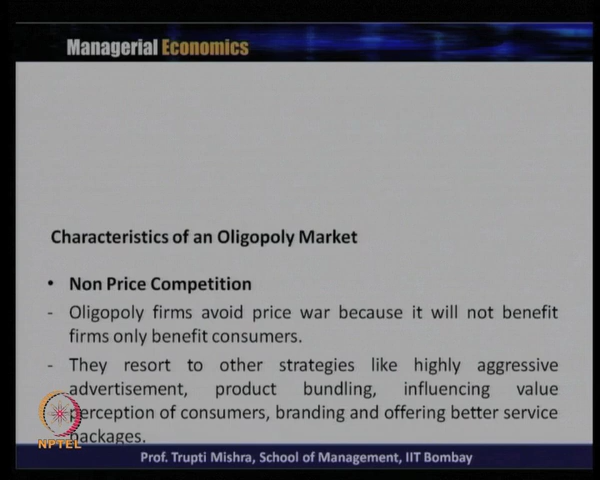 Managerial Economics
Characteristics of an Oligopoly Market
• Non Price Competition
- Oligopoly firms avoid price war because it will not benefit
firms only benefit consumers.
- They resort to other strategies like highly aggressive
advertisement, product bundling, influencing value
perception of consumers, branding and offering better service
packages.
NPTEL
Prof. Trupti Mishra, School of Management, IIT Bombay